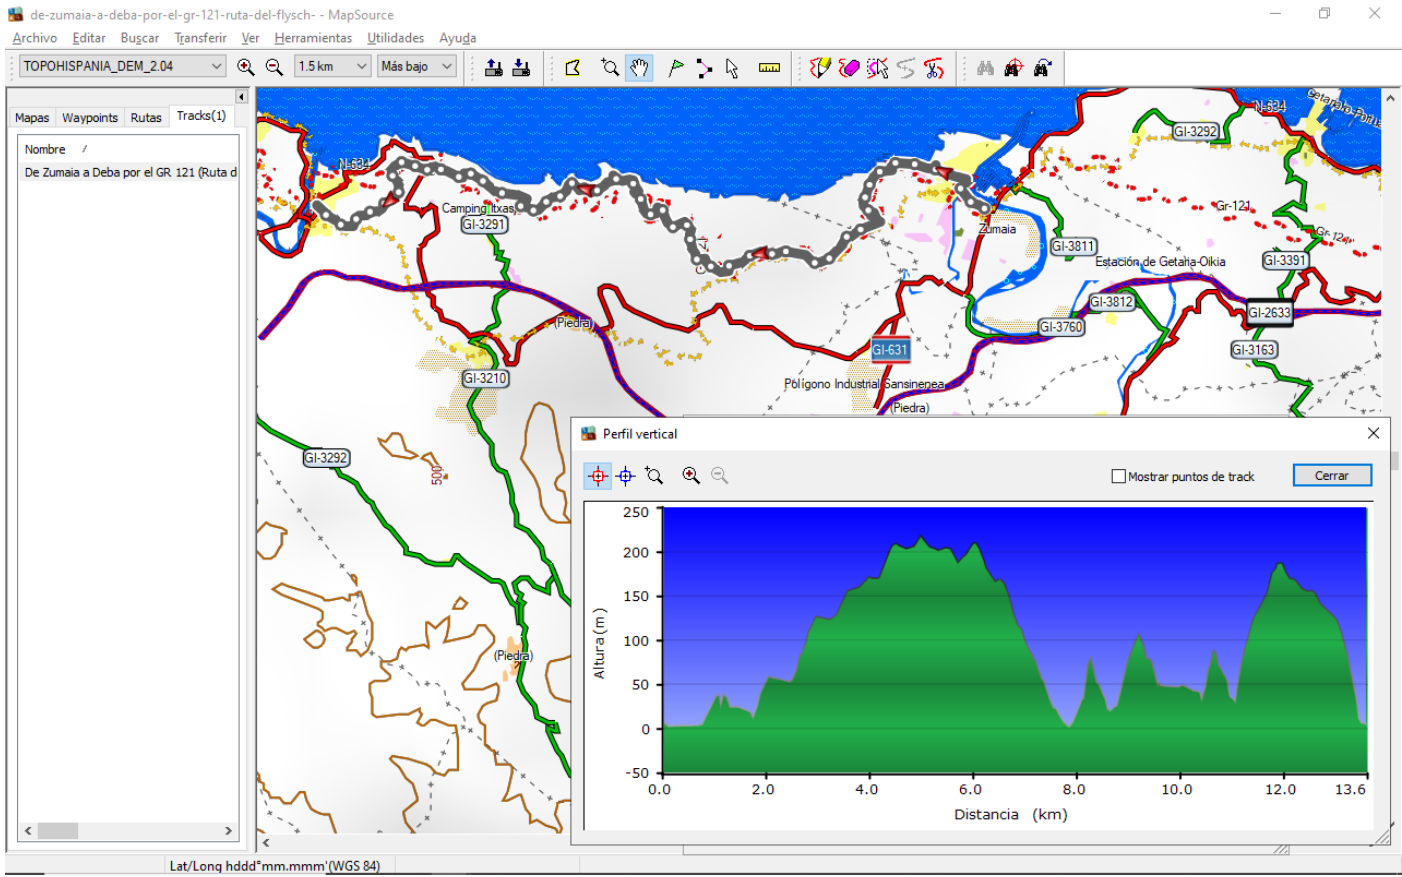 de-zumaia-a-deba-por-el-gr-121-ruta-del-flysch- - MapSource
Archivo Editar Buscar Transferir Ver Herramientas Utilidades Ayuda
TOPOHISPANIA_DEM_2.04 1.5 km Más bajo
Mapas Waypoints Rutas Tracks(1)
Nombre /
De Zumaia a Deba por el GR 121 (Ruta d
N-634
N-634
GI-3292
Camping Itxas
GI-3291
Zumaia
GI-3811
Gr-121
Gr-121
Estación de Getaria-Oikia
GI-3391
GI-3812
GI-2633
(Piedra)
GI-3760
GI-631
GI-3163
GI-3210
Polígono Industrial Sansinenea
(Piedra)
GI-3292
500
(Piedra)
Perfil vertical
Mostrar puntos de track
Cerrar
250
200
150
100
50
0
-50
Altura (m)
0.0 2.0 4.0 6.0 8.0 10.0 12.0 13.6
Distancia (km)
Lat/Long hddd°mm.mmm'(WGS 84)